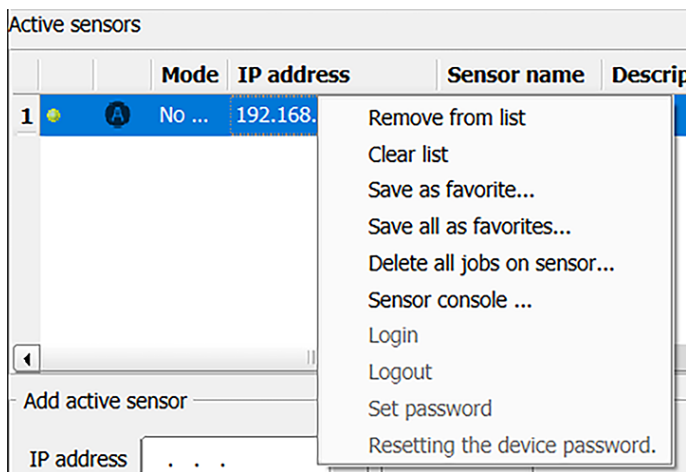 Active sensors
Mode IP address Sensor name Descrip
1 A No ... 192.168.
Remove from list
Clear list
Save as favorite...
Save all as favorites...
Delete all jobs on sensor...
Sensor console ...
Login
Logout
Set password
Resetting the device password.
Add active sensor
IP address . . .